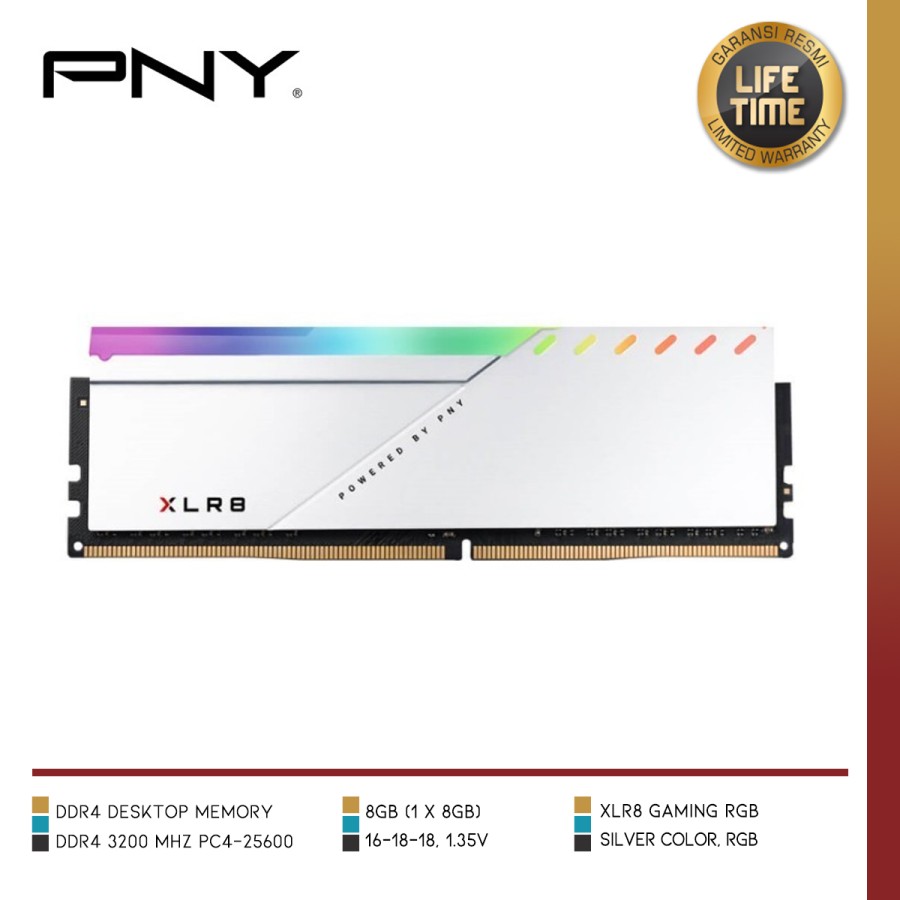 PNY®
GARANSI RESMI
LIFE
TIME
LIMITED WARRANTY
POWERED BY PNY
XLR8
DDR4 DESKTOP MEMORY
DDR4 3200 MHZ PC4-25600
8GB (1 X 8GB)
16-18-18, 1.35V
XLR8 GAMING RGB
SILVER COLOR, RGB